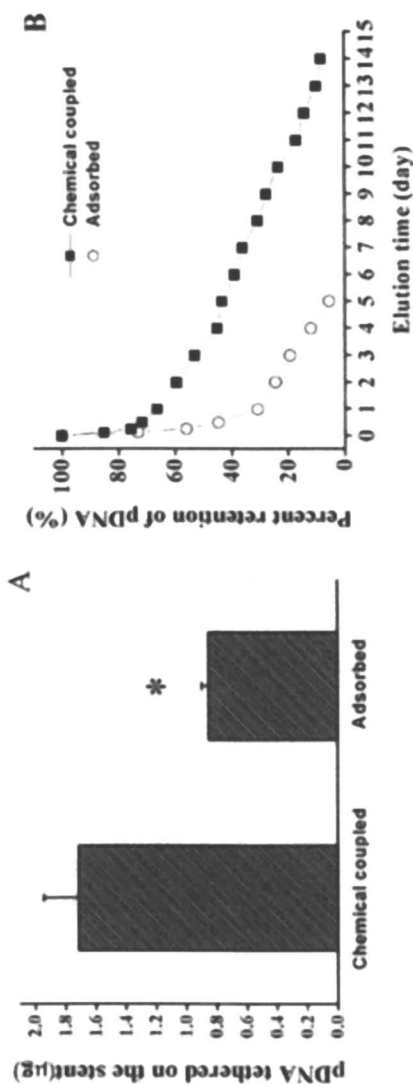 A
pDNA tethered on the stent(μg)
2.0
1.8
1.6
1.4
1.2
1.0
0.8
0.6
0.4
0.2
0.0
*
Chemical coupled
Adsorbed
B
Percent retention of pDNA (%)
100
80
60
40
20
0
Chemical coupled
Adsorbed
0 1 2 3 4 5 6 7 8 9 10 11 12 13 14 15
Elution time (day)